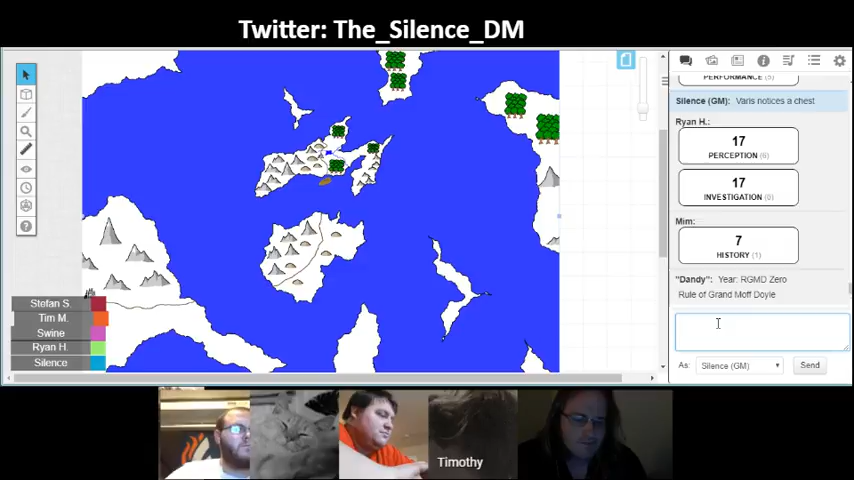 Twitter: The_Silence_DM
PERFORMANCE (5)
Silence (GM): Varis notices a chest
Ryan H.:
17
PERCEPTION (6)
17
INVESTIGATION (0)
Mim:
7
HISTORY (1)
"Dandy": Year: RGMD Zero
Rule of Grand Moff Doyle
As: Silence (GM)
Send
Stefan S.
Tim M.
Swine
Ryan H.
Silence
Timothy